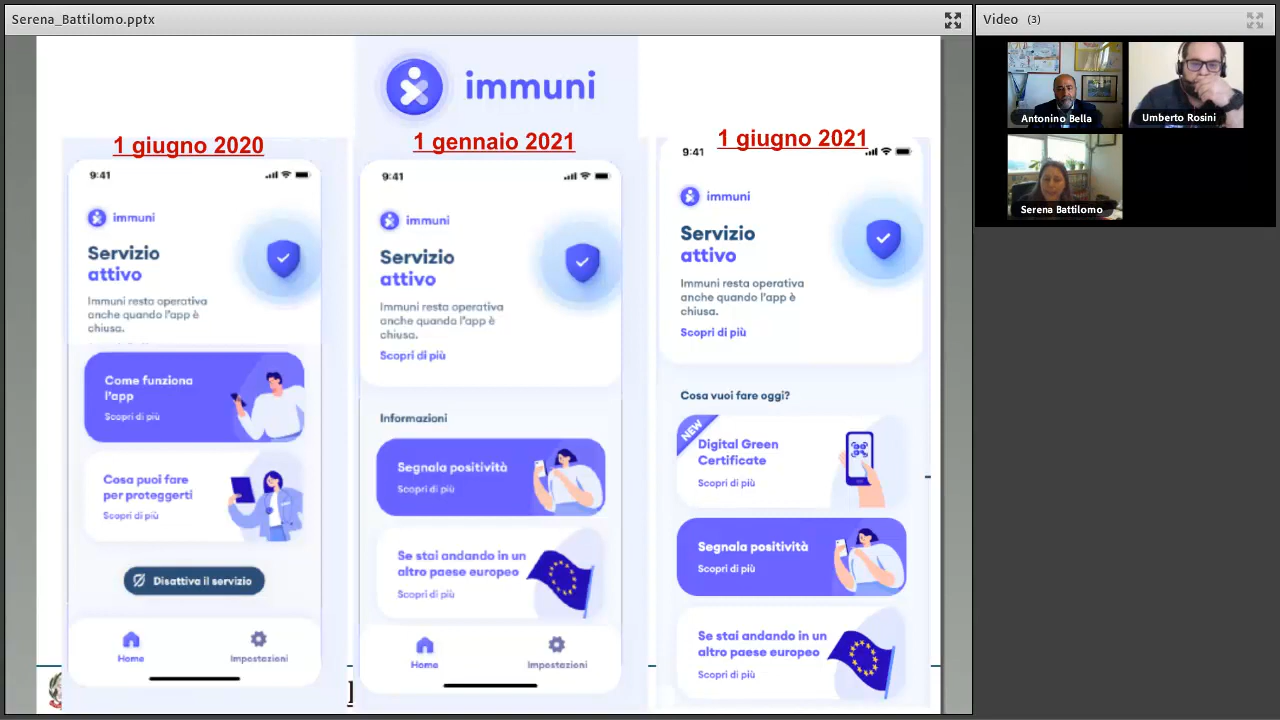 Serena_Battilomo.pptx
Video (3)
Antonino Bella
Umberto Rosini
Serena Battilomo
immuni
1 giugno 2020
9:41
immuni
Servizio
attivo
Immuni resta operativa
anche quando l'app è
chiusa.
Come funziona
l'app
Scopri di più
Cosa puoi fare
per proteggerti
Scopri di più
Disattiva il servizio
Home
Impostazioni
1 gennaio 2021
9:41
immuni
Servizio
attivo
Immuni resta operativa
anche quando l'app è
chiusa.
Scopri di più
Informazioni
Segnala positività
Scopri di più
Se stai andando in un
altro paese europeo
Scopri di più
Home
Impostazioni
1 giugno 2021
9:41
immuni
Servizio
attivo
Immuni resta operativa
anche quando l'app è
chiusa.
Scopri di più
Cosa vuoi fare oggi?
NEW
Digital Green
Certificate
Scopri di più
Segnala positività
Scopri di più
Se stai andando in un
altro paese europeo
Scopri di più